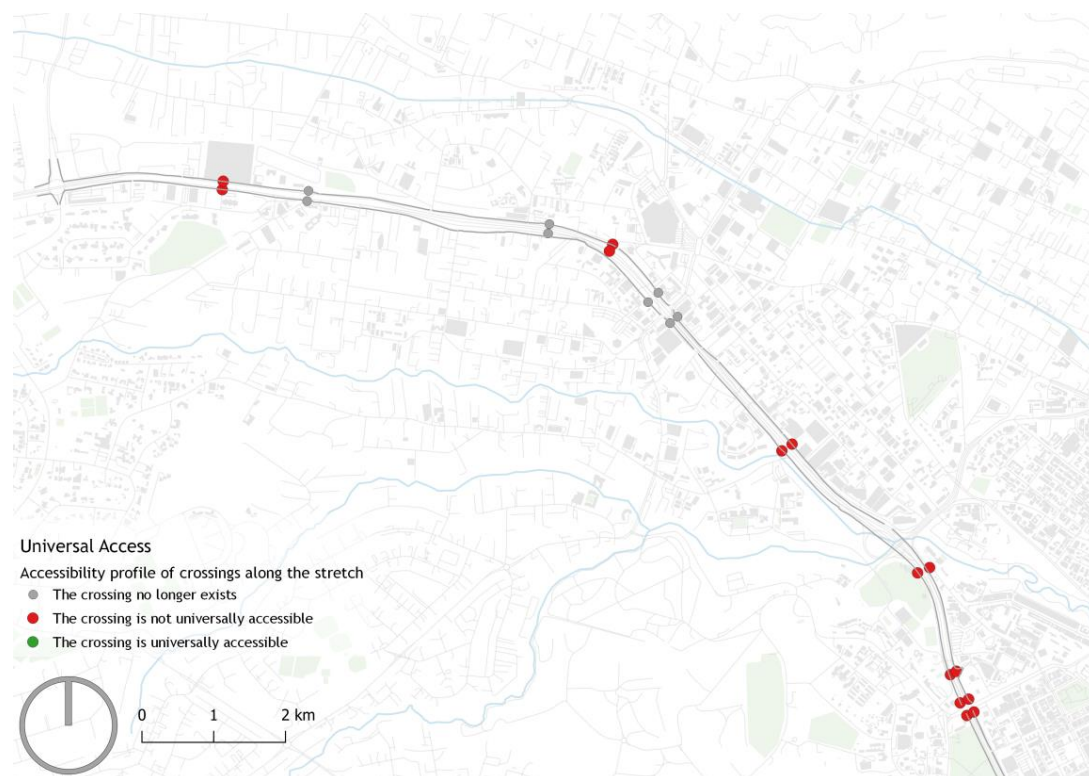 Universal Access
Accessibility profile of crossings along the stretch
The crossing no longer exists
The crossing is not universally accessible
The crossing is universally accessible
0 1 2 km